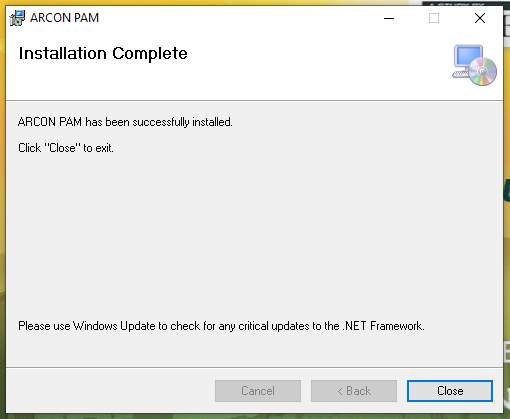 ARCON PAM
Installation Complete
ARCON PAM has been successfully installed.
Click "Close" to exit.
Please use Windows Update to check for any critical updates to the .NET Framework.
Cancel
< Back
Close